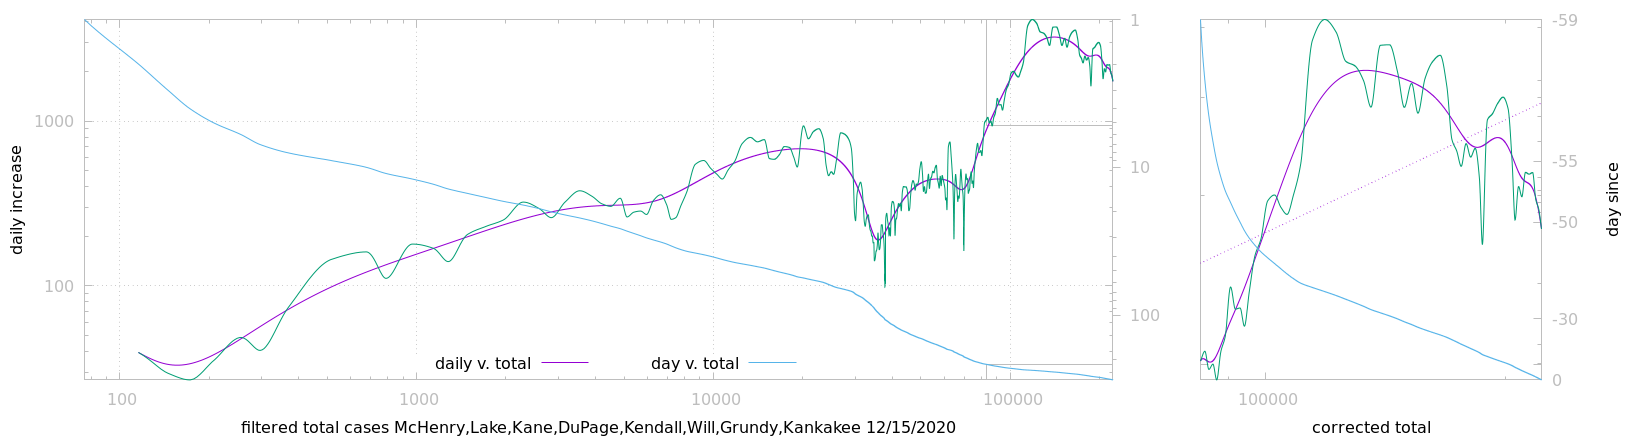 daily increase
1000
100
100
1000
10000
100000
1
10
100
daily v. total
day v. total
filtered total cases McHenry,Lake,Kane,DuPage,Kendall,Will,Grundy,Kankakee 12/15/2020
-59
-55
-50
-30
0
day since
100000
corrected total